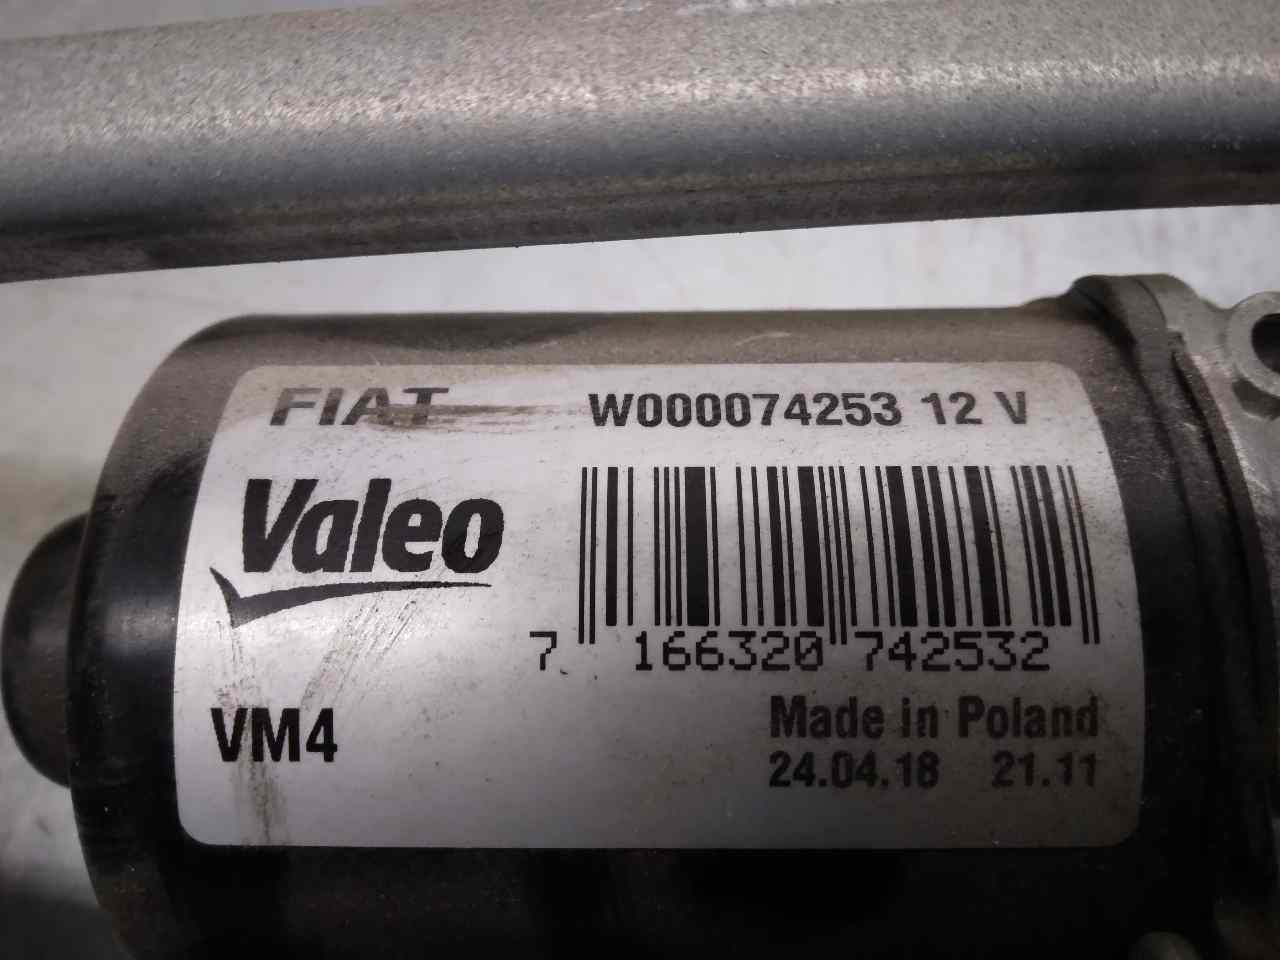 FIAT W000074253 12 V
Valeo
7 166320 742532
VM4
Made in Poland
24.04.18 21.11